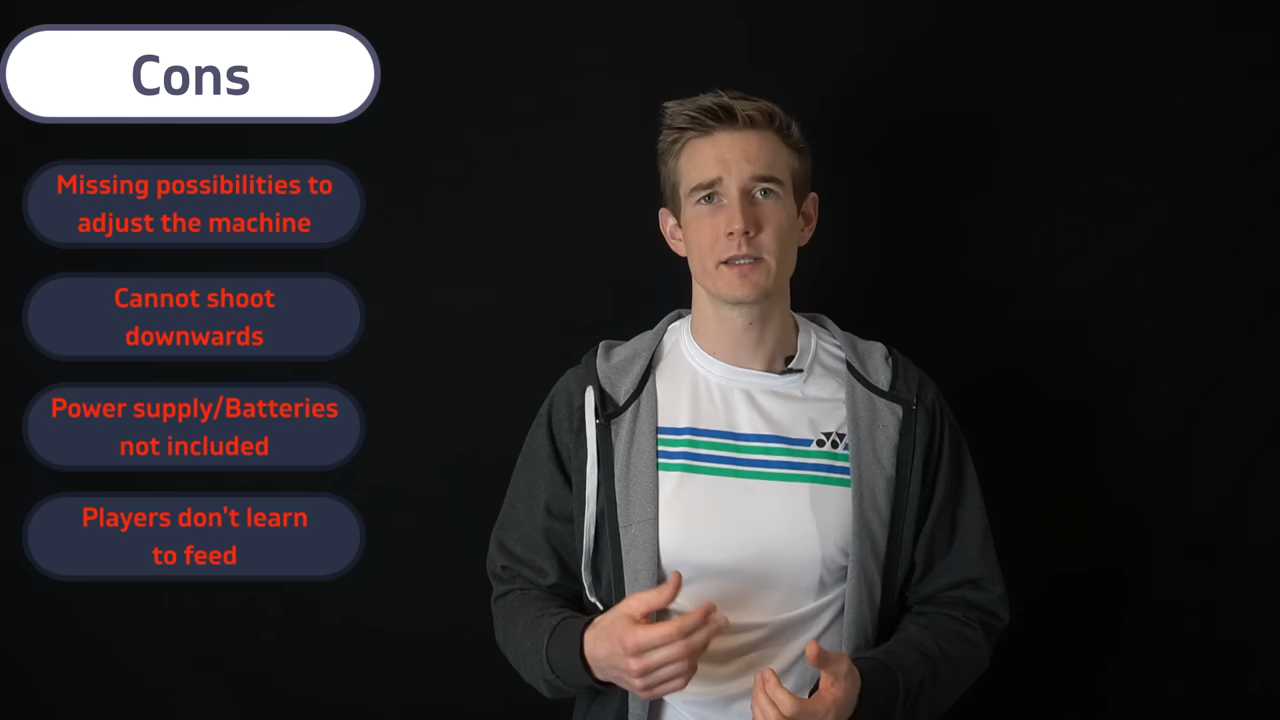 Cons
Missing possibilities to
adjust the machine
Cannot shoot
downwards
Power supply/Batteries
not included
Players don't learn
to feed